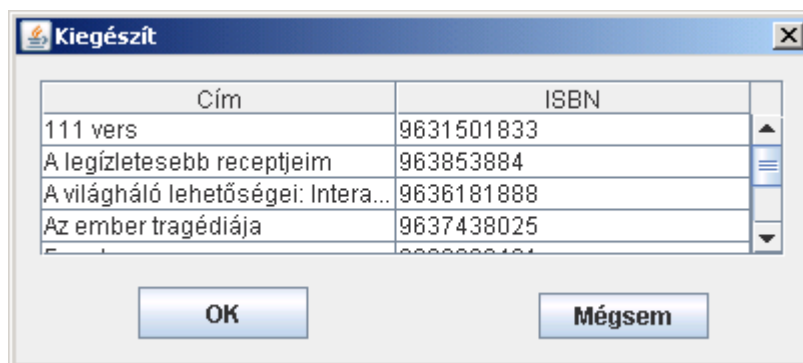 Kiegészít
Cím ISBN
111 vers 9631501833
A legízletesebb receptjeim 963853884
A világháló lehetőségei: Intera... 9636181888
Az ember tragédiája 9637438025
OK Mégsem